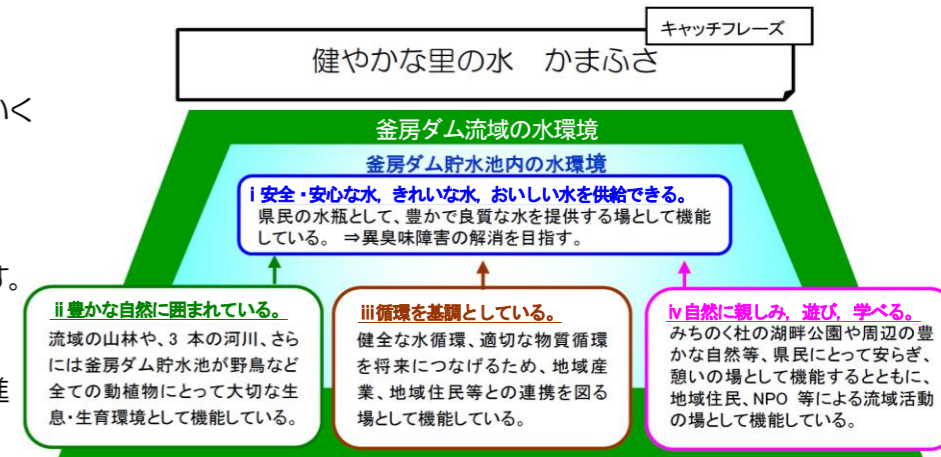 キャッチフレーズ
健やかな里の水 かまふさ
いく
す。
進
釜房ダム流域の水環境
釜房ダム貯水池内の水環境
ⅰ安全・安心な水, きれいな水, おいしい水を供給できる。
県民の水瓶として、豊かで良質な水を提供する場として機能
している。 ⇒異臭味障害の解消を目指す。
ⅱ豊かな自然に囲まれている。
流域の山林や、3 本の河川、さら
には釜房ダム貯水池が野鳥など
全ての動植物にとって大切な生
息・生育環境として機能している。
ⅲ循環を基調としている。
健全な水循環、適切な物質循環
を将来につなげるため、地域産
業、地域住民等との連携を図る
場として機能している。
ⅳ自然に親しみ, 遊び, 学べる。
みちのく杜の湖畔公園や周辺の豊
かな自然等、県民にとって安らぎ、
憩いの場として機能するとともに、
地域住民、NPO 等による流域活動
の場として機能している。